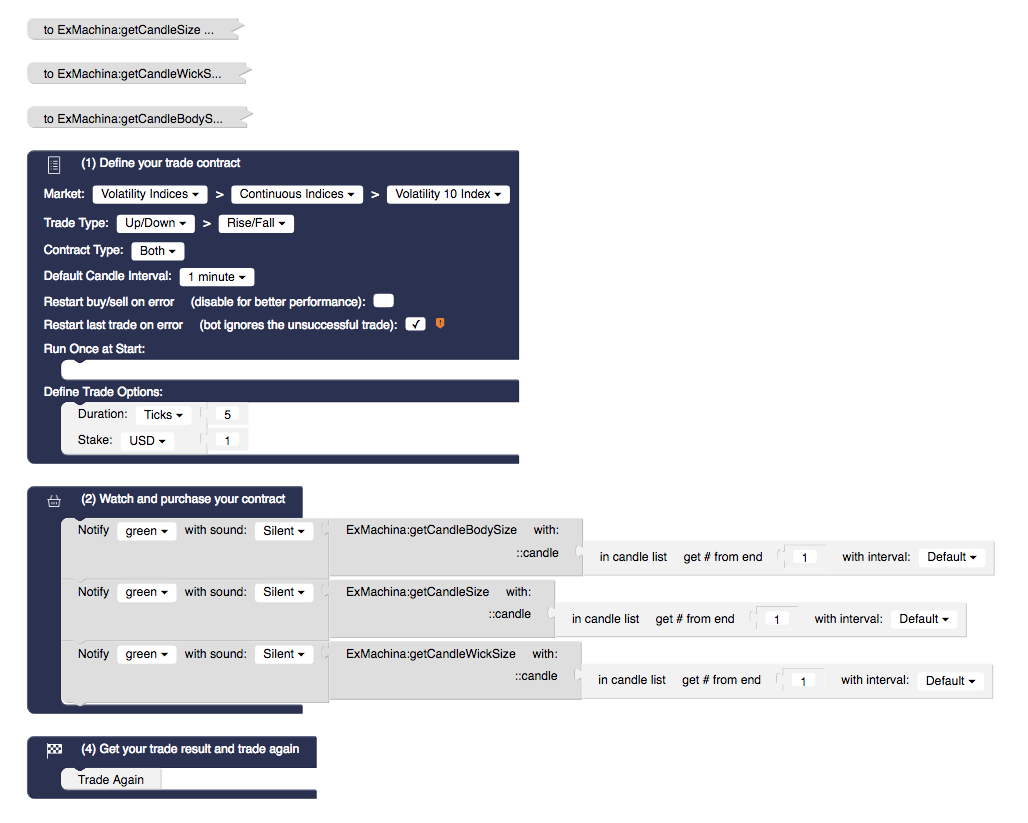 to ExMachina:getCandleSize ...
to ExMachina:getCandleWickS...
to ExMachina:getCandleBodyS...
(1) Define your trade contract
Market: Volatility Indices > Continuous Indices > Volatility 10 Index
Trade Type: Up/Down > Rise/Fall
Contract Type: Both
Default Candle Interval: 1 minute
Restart buy/sell on error (disable for better performance):
Restart last trade on error (bot ignores the unsuccessful trade): ✓
Run Once at Start:
Define Trade Options:
Duration: Ticks 5
Stake: USD 1
(2) Watch and purchase your contract
Notify green with sound: Silent ExMachina:getCandleBodySize with:
::candle in candle list get # from end 1 with interval: Default
Notify green with sound: Silent ExMachina:getCandleSize with:
::candle in candle list get # from end 1 with interval: Default
Notify green with sound: Silent ExMachina:getCandleWickSize with:
::candle in candle list get # from end 1 with interval: Default
(4) Get your trade result and trade again
Trade Again